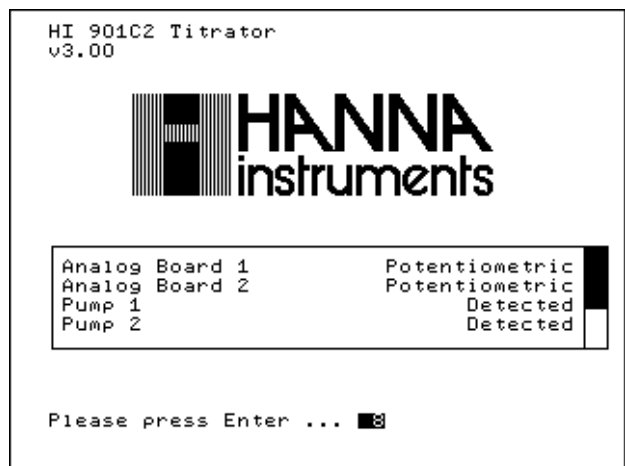 HI 901C2 Titrator
v3.00
HANNA
instruments
Analog Board 1 Potentiometric
Analog Board 2 Potentiometric
Pump 1 Detected
Pump 2 Detected
Please press Enter ... 8